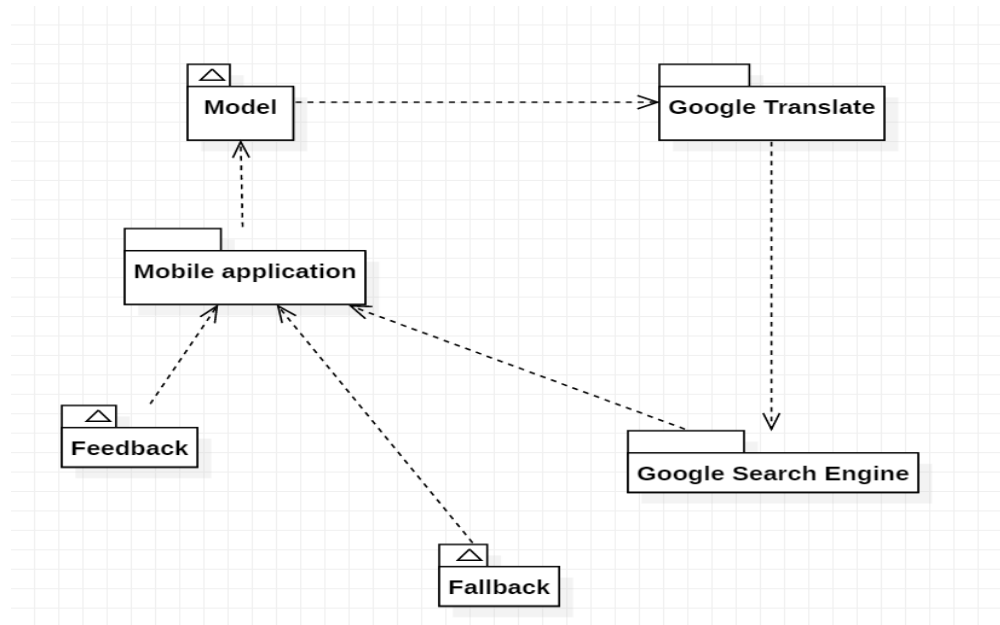 Model
Google Translate
Mobile application
Feedback
Google Search Engine
Fallback